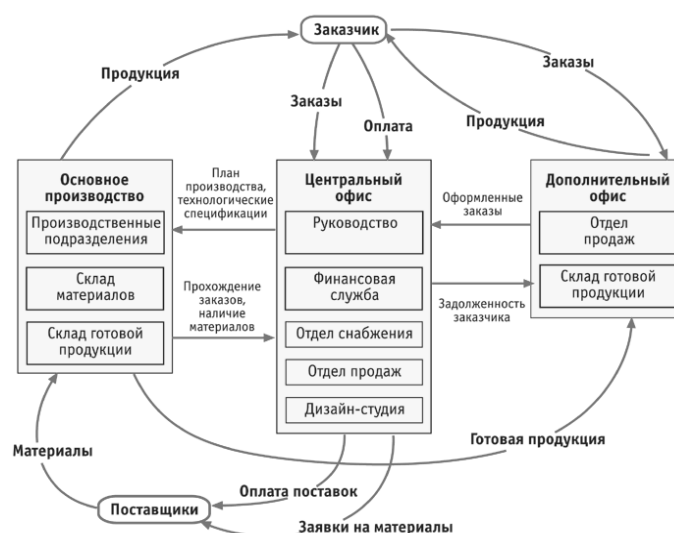 Заказчик
Продукция
Заказы
Заказы
Оплата
Продукция
Основное
производство
Производственные
подразделения
Склад
материалов
Склад готовой
продукции
План
производства,
технологические
спецификации
Прохождение
заказов,
наличие
материалов
Центральный
офис
Руководство
Финансовая
служба
Отдел снабжения
Отдел продаж
Дизайн-студия
Оформленные
заказы
Задолженность
заказчика
Дополнительный
офис
Отдел
продаж
Склад готовой
продукции
Материалы
Готовая продукция
Оплата поставок
Поставщики
Заявки на материалы